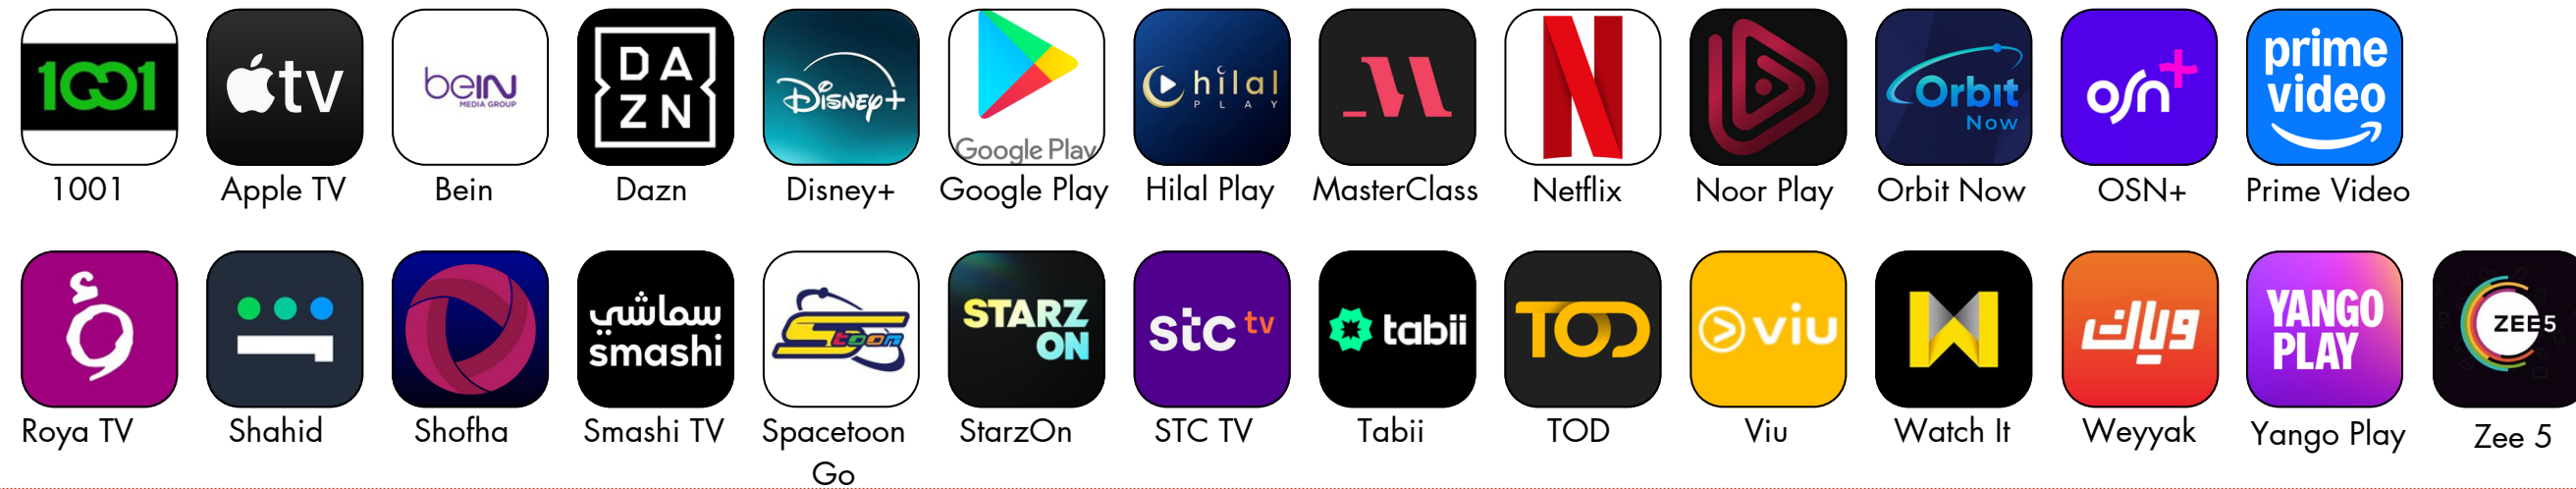 1001
tv
beIN
MEDIA GROUP
DA
ZN
Disney+
Google Play
hilal
PLAY
Orbit
Now
osn+
prime
video
1001
Apple TV
Bein
Dazn
Disney+
Google Play
Hilal Play
MasterClass
Netflix
Noor Play
Orbit Now
OSN+
Prime Video
سماشي
smashi
toon
STARZ
ON
stc tv
tabii
TOD
viu
وياك
YANGO
PLAY
ZEE5
Roya TV
Shahid
Shofha
Smashi TV
Spacetoon
Go
StarzOn
STC TV
Tabii
TOD
Viu
Watch It
Weyyak
Yango Play
Zee 5